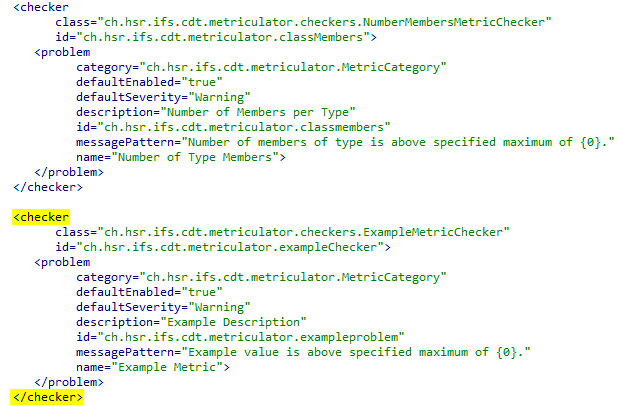 <checker
class="ch.hsr.ifs.cdt.metriculator.checkers.NumberMembersMetricChecker"
id="ch.hsr.ifs.cdt.metriculator.classMembers">
<problem
category="ch.hsr.ifs.cdt.metriculator.MetricCategory"
defaultEnabled="true"
defaultSeverity="Warning"
description="Number of Members per Type"
id="ch.hsr.ifs.cdt.metriculator.classmembers"
messagePattern="Number of members of type is above specified maximum of {0}."
name="Number of Type Members">
</problem>
</checker>
<checker
class="ch.hsr.ifs.cdt.metriculator.checkers.ExampleMetricChecker"
id="ch.hsr.ifs.cdt.metriculator.exampleChecker">
<problem
category="ch.hsr.ifs.cdt.metriculator.MetricCategory"
defaultEnabled="true"
defaultSeverity="Warning"
description="Example Description"
id="ch.hsr.ifs.cdt.metriculator.exampleproblem"
messagePattern="Example value is above specified maximum of {0}."
name="Example Metric">
</problem>
</checker>